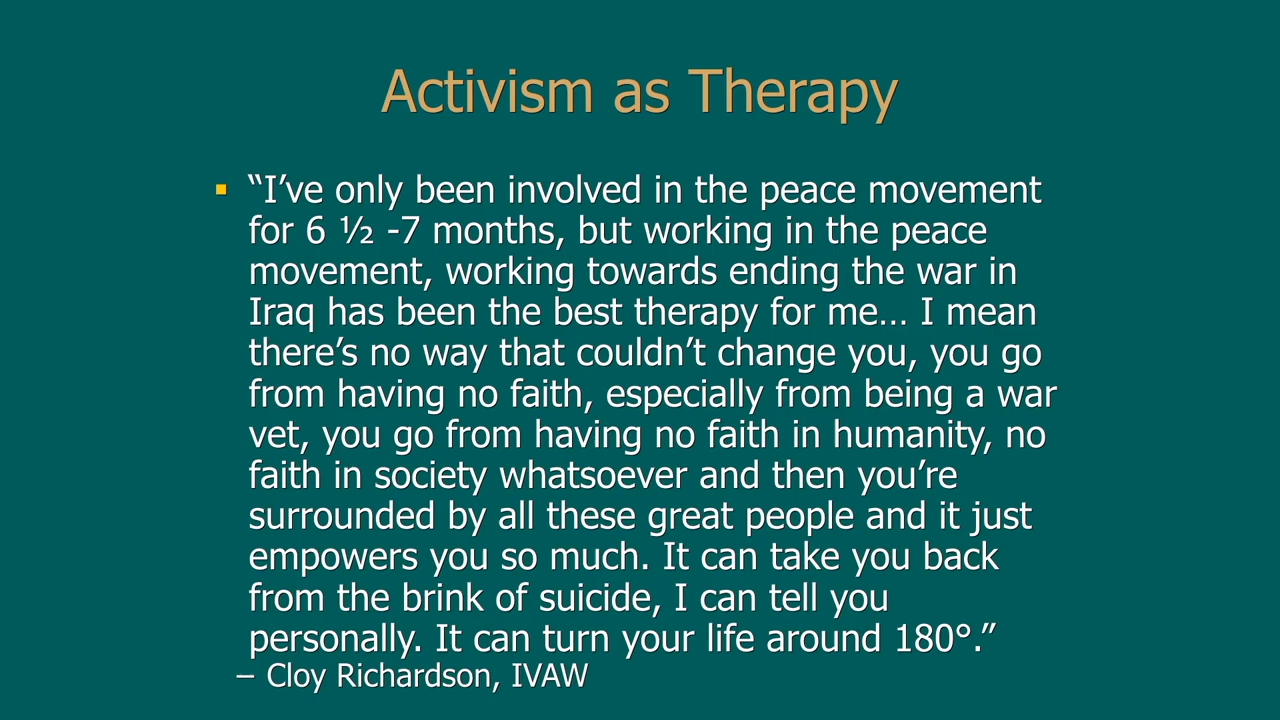 Activism as Therapy
“I’ve only been involved in the peace movement
for 6 ½ -7 months, but working in the peace
movement, working towards ending the war in
Iraq has been the best therapy for me… I mean
there’s no way that couldn’t change you, you go
from having no faith, especially from being a war
vet, you go from having no faith in humanity, no
faith in society whatsoever and then you’re
surrounded by all these great people and it just
empowers you so much. It can take you back
from the brink of suicide, I can tell you
personally. It can turn your life around 180°.”
– Cloy Richardson, IVAW